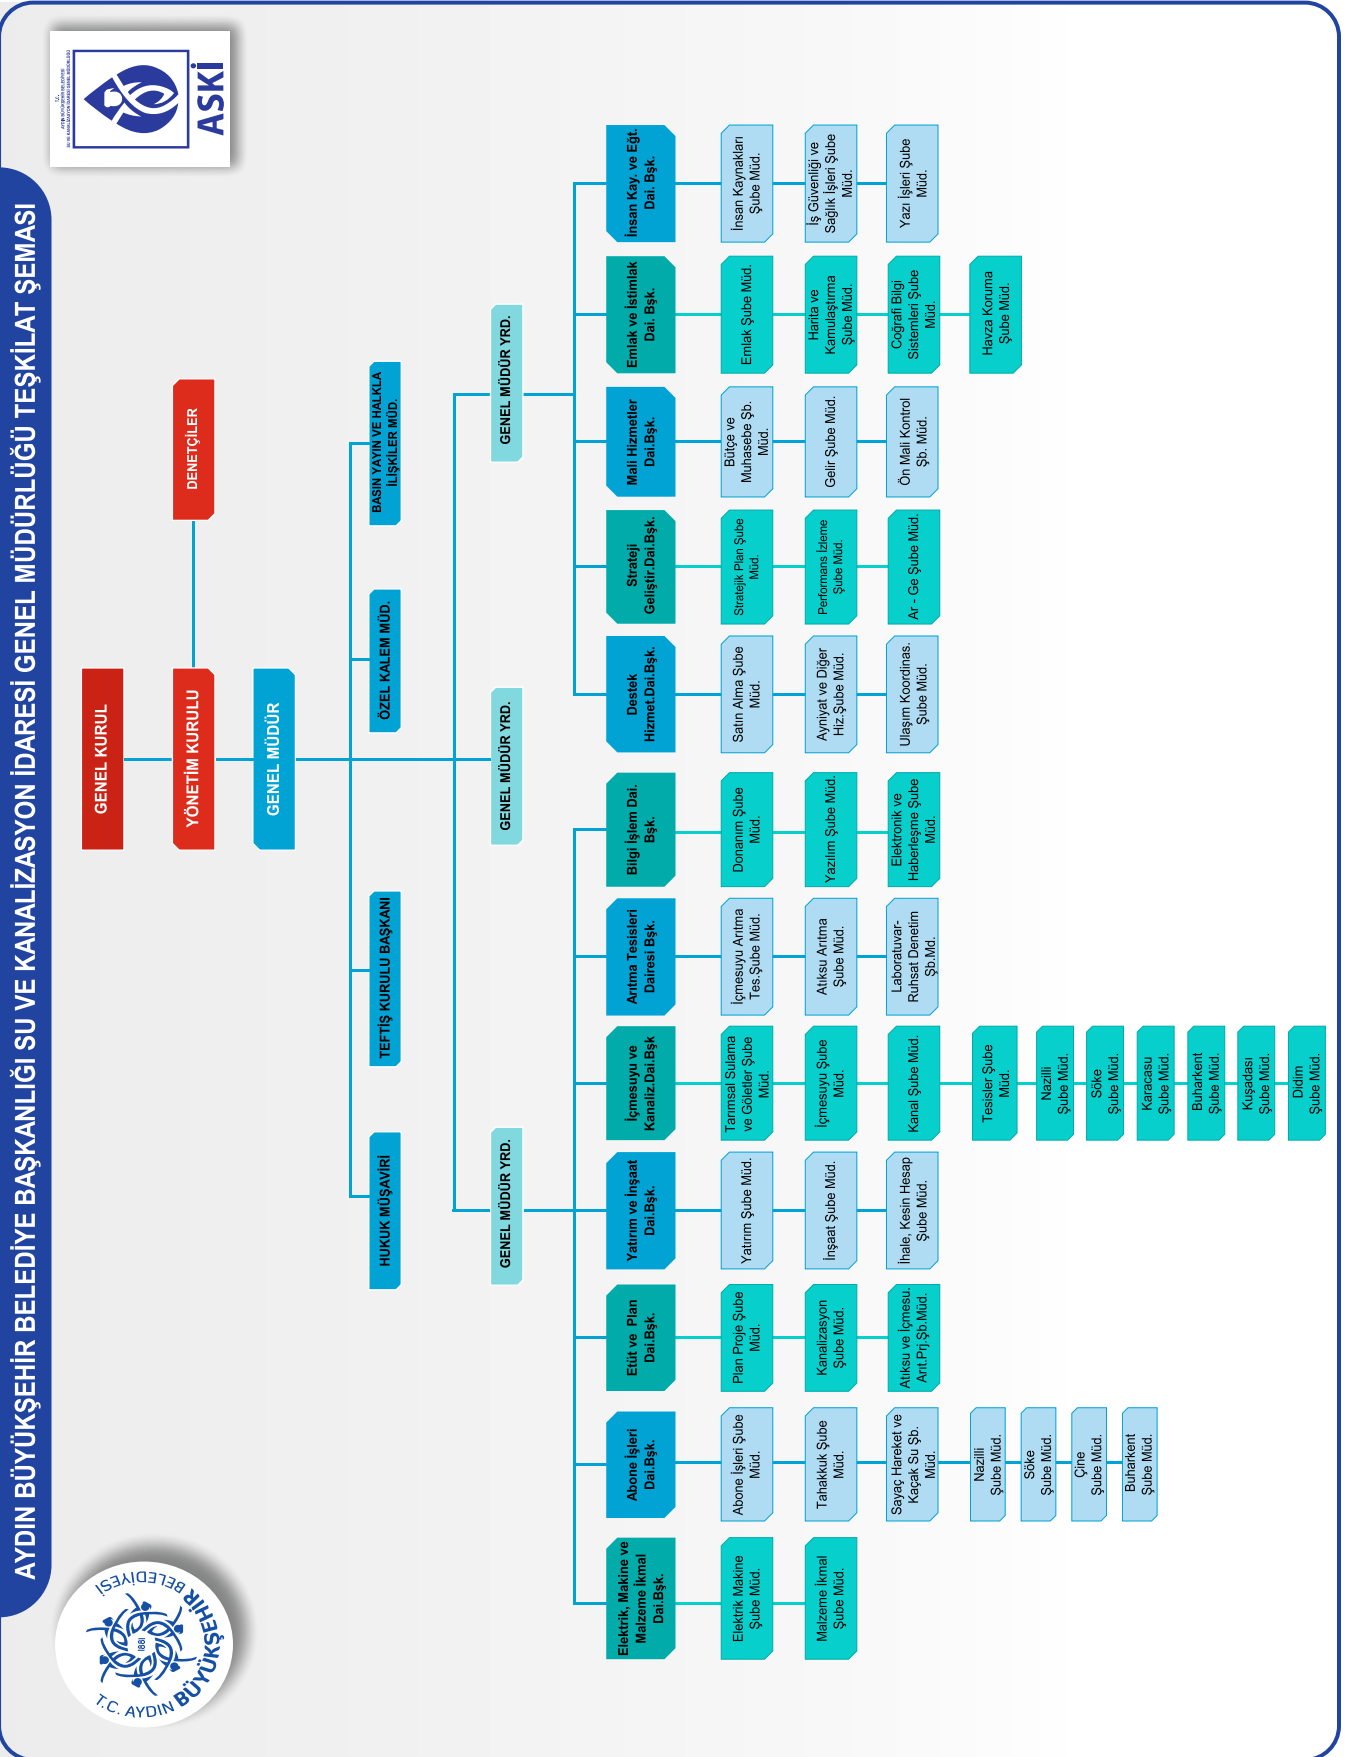 AYDIN BÜYÜKŞEHİR BELEDİYE BAŞKANLIĞI SU VE KANALİZASYON İDARESİ GENEL MÜDÜRLÜĞÜ TEŞKİLAT ŞEMASI
T.C. AYDIN BÜYÜKŞEHİR BELEDİYESİ
1881
T.C.
AYDIN BÜYÜKŞEHİR BELEDİYESİ
SU VE KANALİZASYON İDARESİ GENEL MÜDÜRLÜĞÜ
ASKİ
GENEL KURUL
YÖNETİM KURULU
DENETÇİLER
GENEL MÜDÜR
HUKUK MÜŞAVİRİ
TEFTİŞ KURULU BAŞKANI
ÖZEL KALEM MÜD.
BASIN YAYIN VE HALKLA
İLİŞKİLER MÜD.
GENEL MÜDÜR YRD.
GENEL MÜDÜR YRD.
GENEL MÜDÜR YRD.
Elektrik, Makine ve
Malzeme İkmal
Dai.Bşk.
Elektrik Makine
Şube Müd.
Malzeme İkmal
Şube Müd.
Abone İşleri
Dai.Bşk.
Abone İşleri Şube
Müd.
Tahakkuk Şube
Müd.
Sayaç Hareket ve
Kaçak Su Şb.
Müd.
Nazilli
Şube Müd.
Söke
Şube Müd.
Çine
Şube Müd.
Buharkent
Şube Müd.
Etüt ve Plan
Dai.Bşk.
Plan Proje Şube
Müd.
Kanalizasyon
Şube Müd.
Atıksu ve İçmesu.
Arıt.Prj.Şb.Müd.
Yatırım ve İnşaat
Dai.Bşk.
Yatırım Şube Müd.
İnşaat Şube Müd.
İhale, Kesin Hesap
Şube Müd.
İçmesuyu ve
Kanaliz.Dai.Bşk
Tarımsal Sulama
ve Göletler Şube
Müd.
İçmesuyu Şube
Müd.
Kanal Şube Müd.
Tesisler Şube
Müd.
Nazilli
Şube Müd.
Söke
Şube Müd.
Karacasu
Şube Müd.
Buharkent
Şube Müd.
Kuşadası
Şube Müd.
Didim
Şube Müd.
Arıtma Tesisleri
Dairesi Bşk.
İçmesuyu Arıtma
Tes.Şube Müd.
Atıksu Arıtma
Şube Müd.
Laboratuvar-
Ruhsat Denetim
Şb.Md.
Bilgi İşlem Dai.
Bşk.
Donanım Şube
Müd.
Yazılım Şube Müd.
Elektronik ve
Haberleşme Şube
Müd.
Destek
Hizmet.Dai.Bşk.
Satın Alma Şube
Müd.
Ayniyat ve Diğer
Hiz.Şube Müd.
Ulaşım Koordinas.
Şube Müd.
Strateji
Geliştir.Dai.Bşk.
Stratejik Plan Şube
Müd.
Performans İzleme
Şube Müd.
Ar - Ge Şube Müd.
Mali Hizmetler
Dai.Bşk.
Bütçe ve
Muhasebe Şb.
Müd.
Gelir Şube Müd.
Ön Mali Kontrol
Şb. Müd.
Emlak ve İstimlak
Dai. Bşk.
Emlak Şube Müd.
Harita ve
Kamulaştırma
Şube Müd.
Coğrafi Bilgi
Sistemleri Şube
Müd.
Havza Koruma
Şube Müd.
İnsan Kay. ve Eğt.
Dai. Bşk.
İnsan Kaynakları
Şube Müd.
İş Güvenliği ve
Sağlık İşleri Şube
Müd.
Yazı İşleri Şube
Müd.